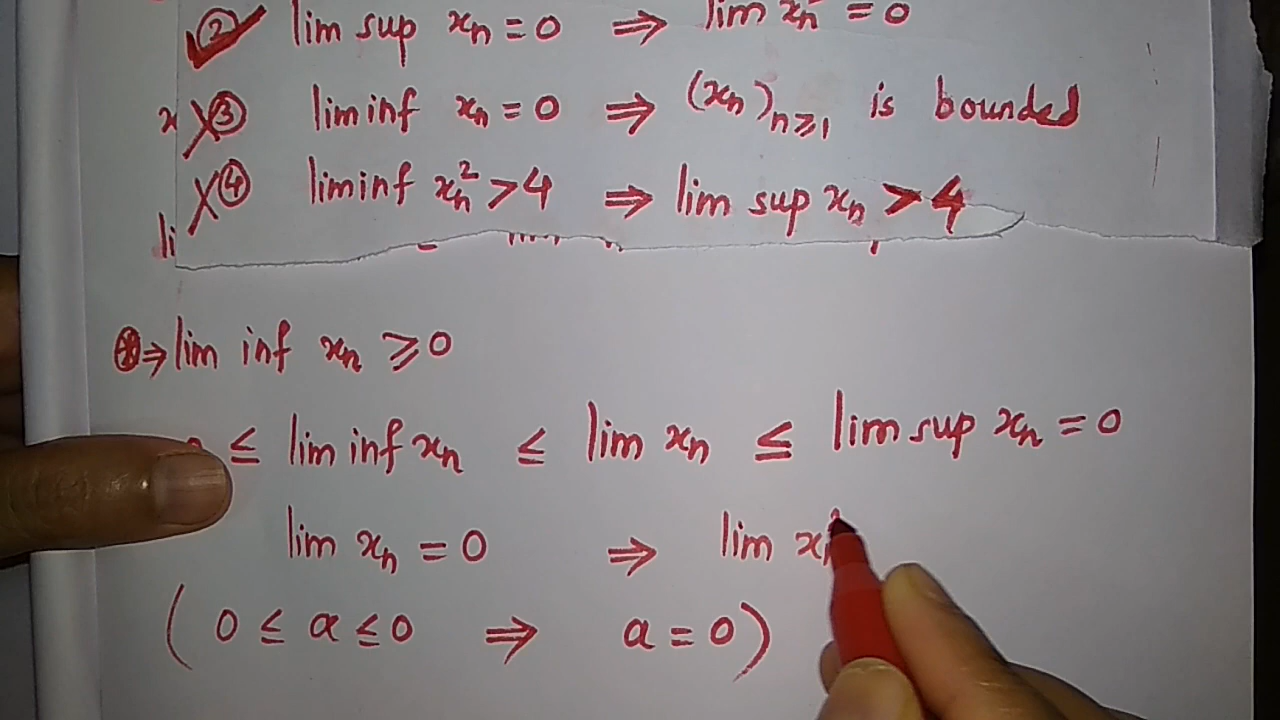 ② lim sup xₙ = 0 ⇒ lim xₙ² = 0
③ lim inf xₙ = 0 ⇒ (xₙ)ₙ≥₁ is bounded
④ lim inf xₙ² > 4 ⇒ lim sup xₙ > 4
⇒ lim inf xₙ ≥ 0
≤ lim inf xₙ ≤ lim xₙ ≤ lim sup xₙ = 0
lim xₙ = 0 ⇒ lim xₙ²
( 0 ≤ a ≤ 0 ⇒ a = 0 )